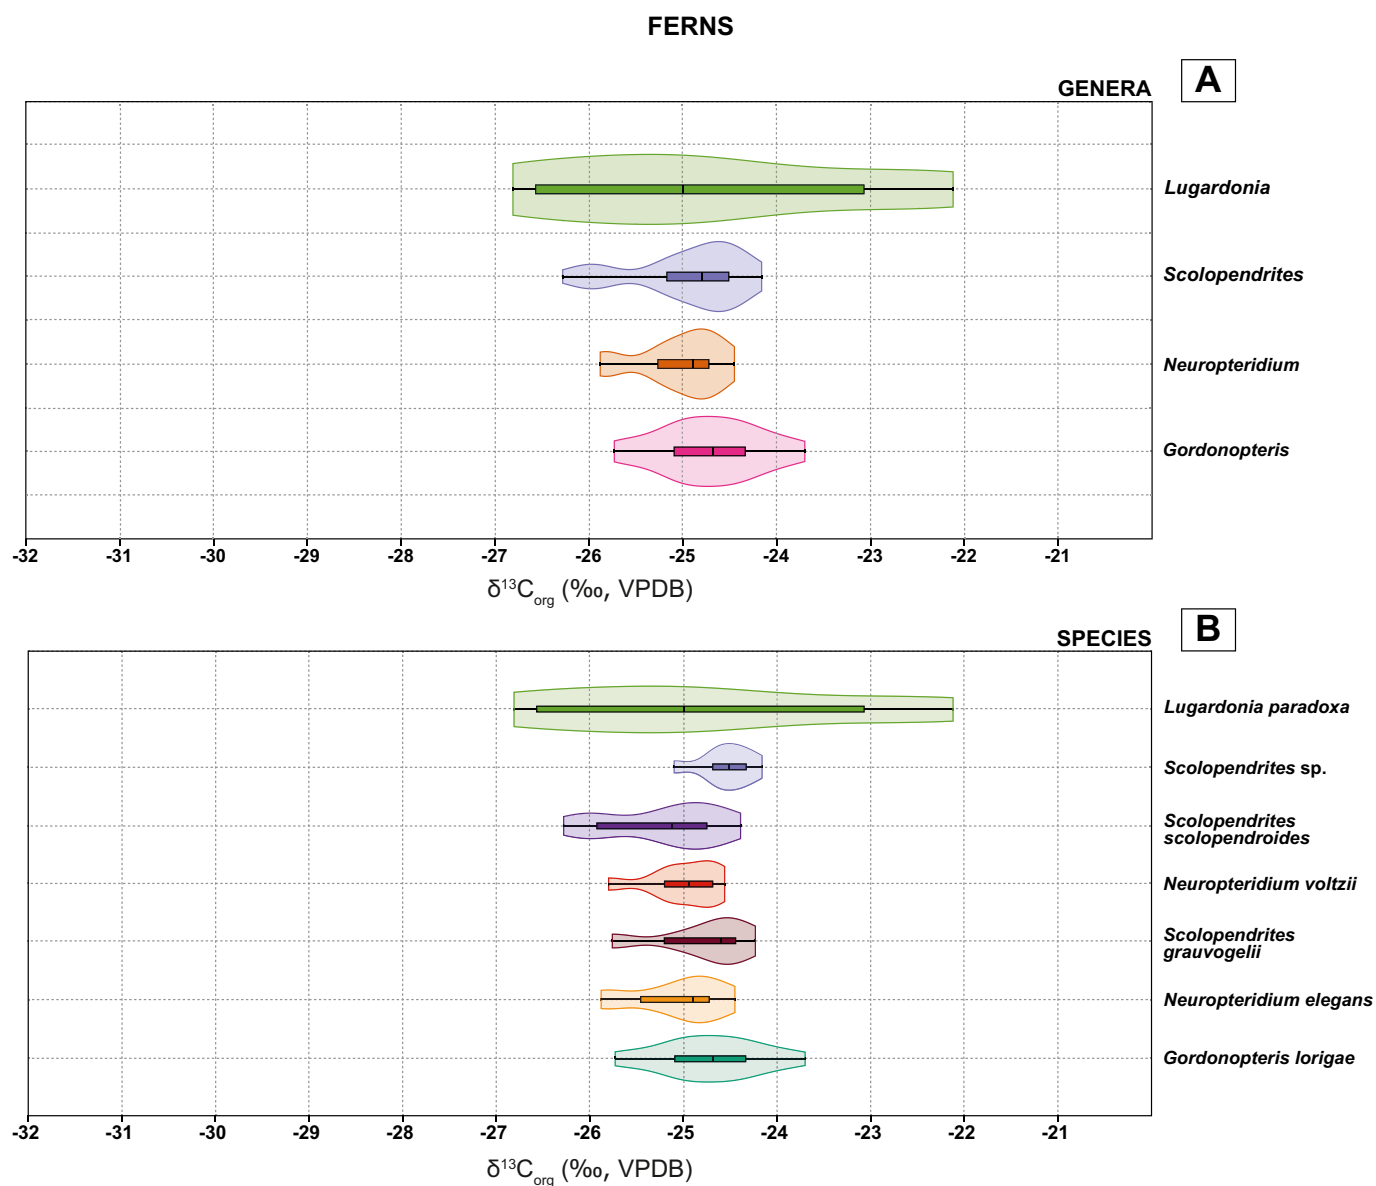 FERNS
GENERA
A
Lugardonia
Scolopendrites
Neuropteridium
Gordonopteris
-32 -31 -30 -29 -28 -27 -26 -25 -24 -23 -22 -21
δ¹³Corg (‰, VPDB)
SPECIES
B
Lugardonia paradoxa
Scolopendrites sp.
Scolopendrites
scolopendroides
Neuropteridium voltzii
Scolopendrites
grauvogelii
Neuropteridium elegans
Gordonopteris lorigae
-32 -31 -30 -29 -28 -27 -26 -25 -24 -23 -22 -21
δ¹³Corg (‰, VPDB)